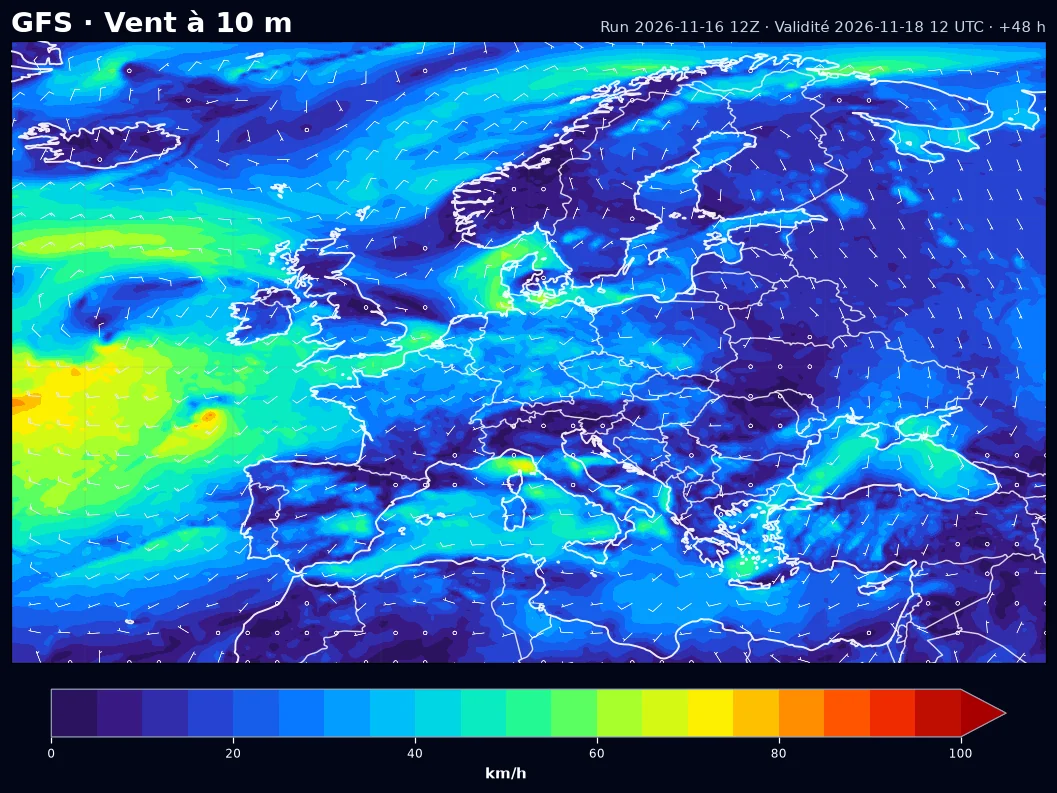 GFS · Vent à 10 m
Run 2026-11-16 12Z · Validité 2026-11-18 12 UTC · +48 h
0 20 40 60 80 100
km/h